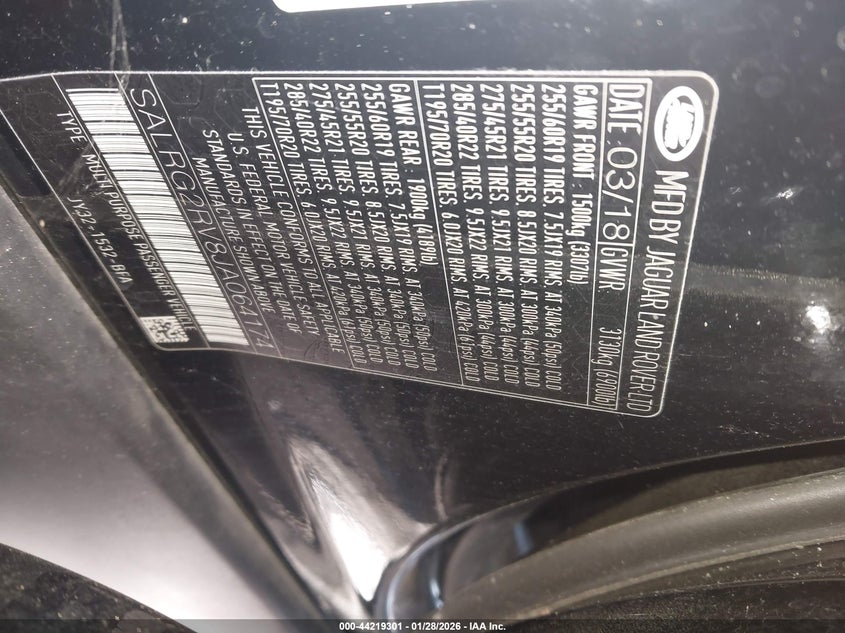 MFD BY JAGUAR LAND ROVER LTD
DATE: 03/18 GVWR 3130kg (6900lb)
GAWR FRONT : 1500kg (3307lb)
255/60R19 TIRES 7.5JX19 RIMS AT 340kPa (50psi) COLD
255/55R20 TIRES 8.5JX20 RIMS AT 300kPa (44psi) COLD
275/45R21 TIRES 9.5JX21 RIMS AT 300kPa (44psi) COLD
285/40R22 TIRES 9.5JX22 RIMS AT 300kPa (44psi) COLD
T195/70R20 TIRES 6.0JX20 RIMS AT 420kPa (61psi) COLD
GAWR REAR : 1900kg (4189lb)
255/60R19 TIRES 7.5JX19 RIMS AT 340kPa (50psi) COLD
255/55R20 TIRES 8.5JX20 RIMS AT 340kPa (50psi) COLD
275/45R21 TIRES 9.5JX21 RIMS AT 340kPa (50psi) COLD
285/40R22 TIRES 9.5JX22 RIMS AT 340kPa (50psi) COLD
T195/70R20 TIRES 6.0JX20 RIMS AT 420kPa (61psi) COLD
THIS VEHICLE CONFORMS TO ALL APPLICABLE
U.S. FEDERAL MOTOR VEHICLE SAFETY
STANDARDS IN EFFECT ON THE DATE OF
MANUFACTURE SHOWN ABOVE
SALRG2RV8JA064174
TYPE: MULTI PURPOSE PASSENGER VEHICLE
JY32-1532-BFA
000-44219301 - 01/28/2026 - IAA Inc.